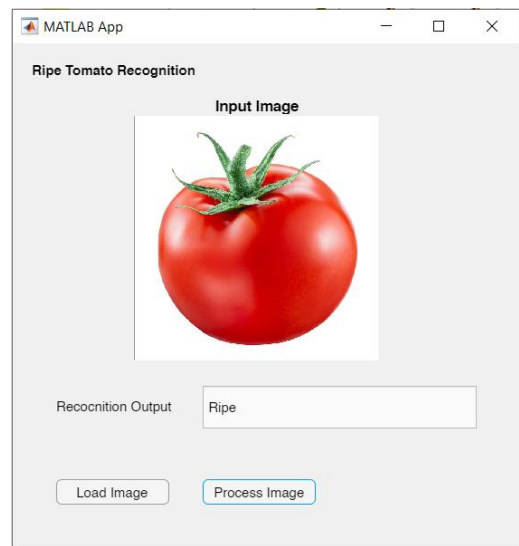 MATLAB App
Ripe Tomato Recognition
Input Image
Recocnition Output
Ripe
Load Image
Process Image